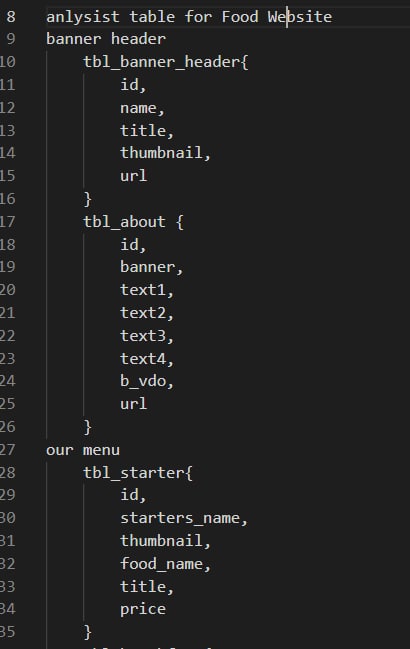 8 anlysist table for Food Website
9 banner header
10 tbl_banner_header{
11 id,
12 name,
13 title,
14 thumbnail,
15 url
16 }
17 tbl_about {
18 id,
19 banner,
20 text1,
21 text2,
22 text3,
23 text4,
24 b_vdo,
25 url
26 }
27 our menu
28 tbl_starter{
29 id,
30 starters_name,
31 thumbnail,
32 food_name,
33 title,
34 price
35 }